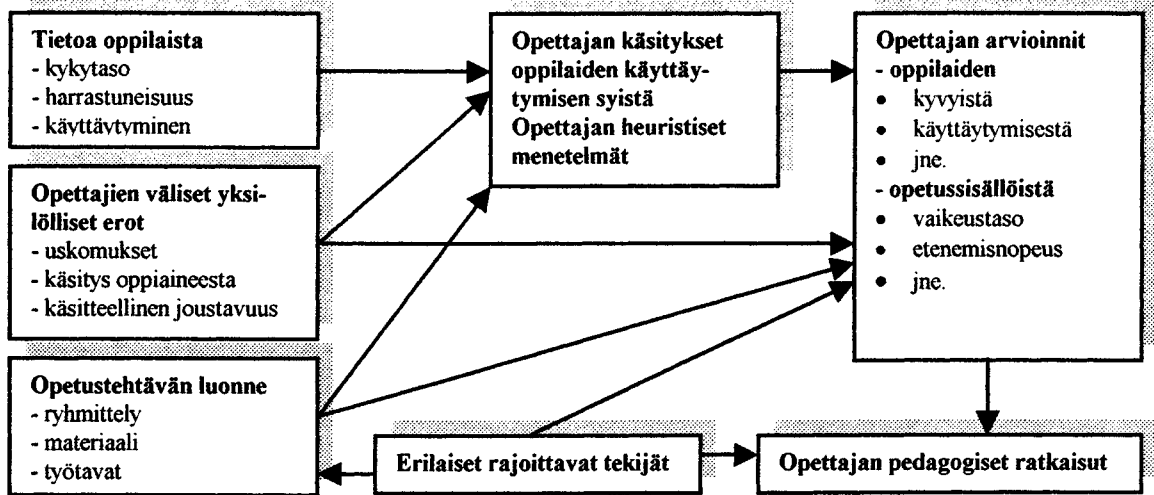 Tietoa oppilaista
- kykytaso
- harrastuneisuus
- käyttäytyminen
Opettajien väliset yksi-
lölliset erot
- uskomukset
- käsitys oppiaineesta
- käsitteellinen joustavuus
Opetustehtävän luonne
- ryhmittely
- materiaali
- työtavat
Opettajan käsitykset
oppilaiden käyttäy-
tymisen syistä
Opettajan heuristiset
menetelmät
Erilaiset rajoittavat tekijät
Opettajan arvioinnit
- oppilaiden
• kyvyistä
• käyttäytymisestä
• jne.
- opetussisällöistä
• vaikeustaso
• etenemisnopeus
• jne.
Opettajan pedagogiset ratkaisut